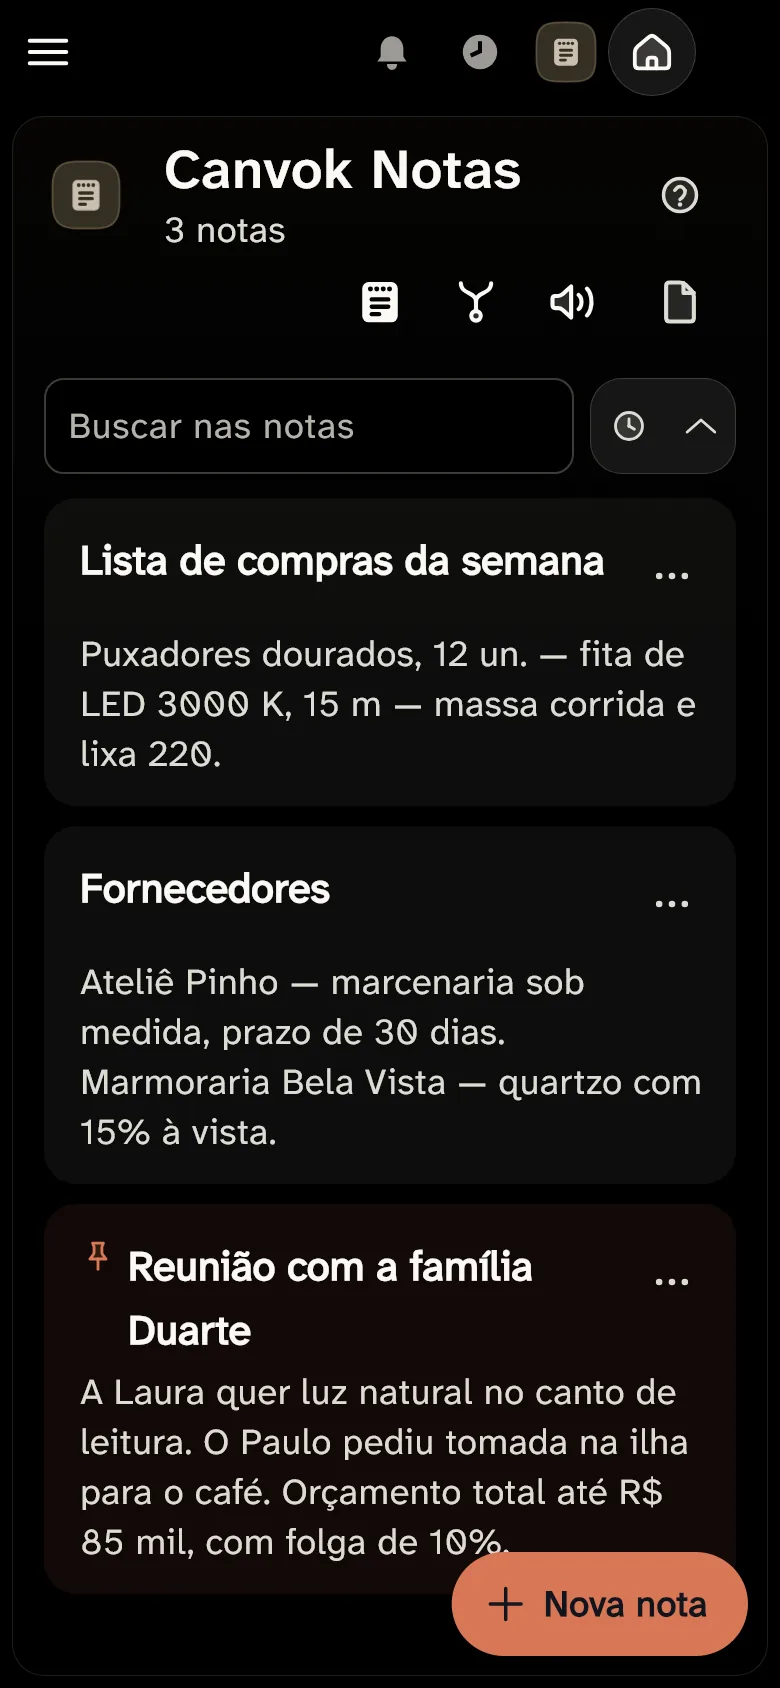 Canvok Notas
3 notas
Buscar nas notas
Lista de compras da semana
Puxadores dourados, 12 un. — fita de
LED 3000 K, 15 m — massa corrida e
lixa 220.
Fornecedores
Ateliê Pinho — marcenaria sob
medida, prazo de 30 dias.
Marmoraria Bela Vista — quartzo com
15% à vista.
Reunião com a família
Duarte
A Laura quer luz natural no canto de
leitura. O Paulo pediu tomada na ilha
para o café. Orçamento total até R$
85 mil, com folga de 10%.
Nova nota